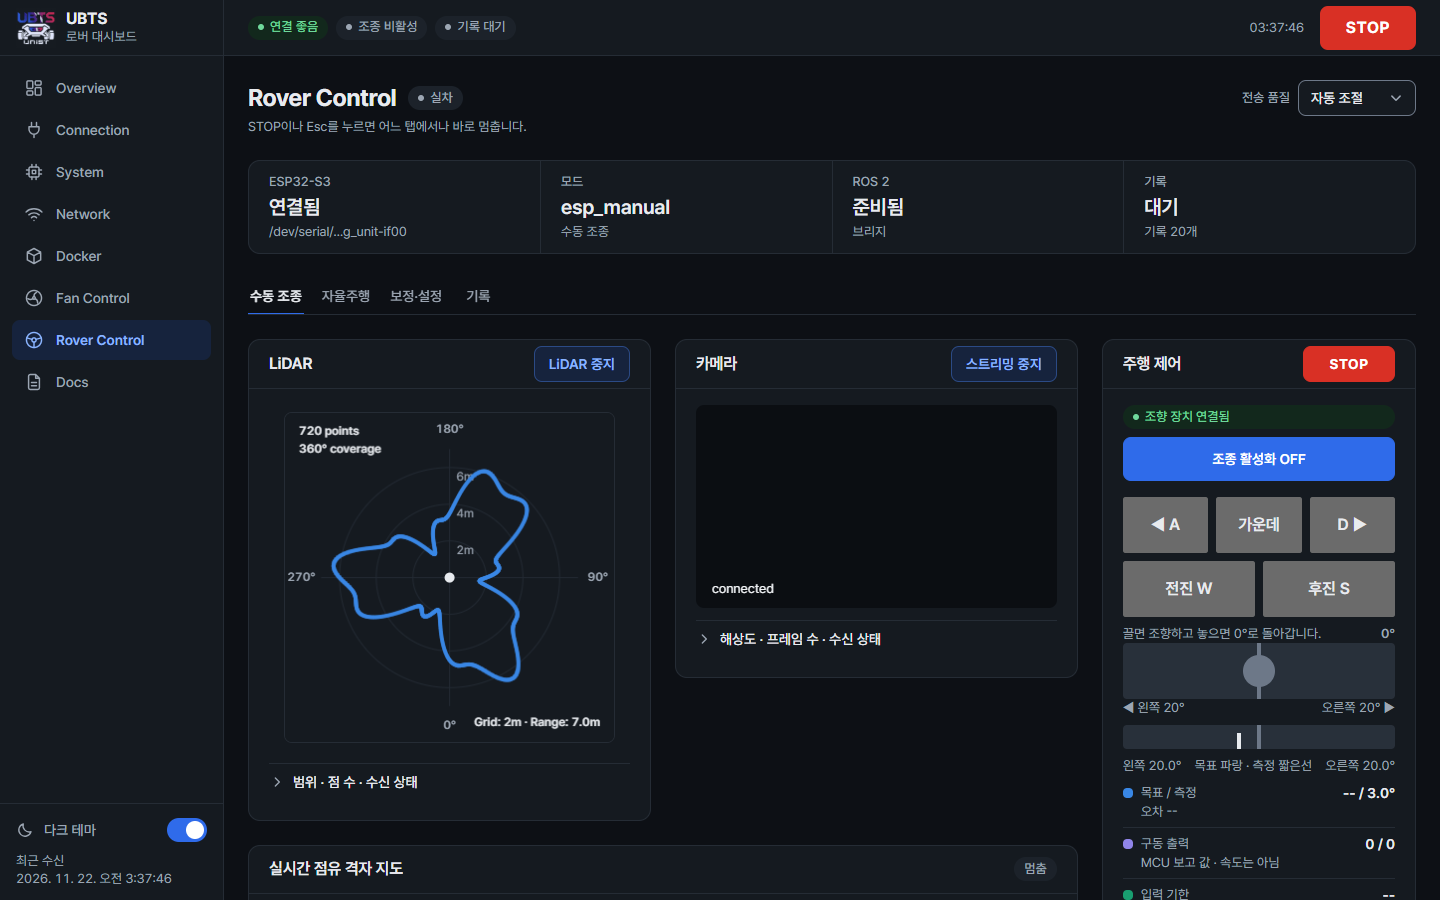 UBTS
UNIST
UBTS
로버 대시보드
연결 좋음
조종 비활성
기록 대기
03:37:46
STOP
Overview
Connection
System
Network
Docker
Fan Control
Rover Control
Docs
다크 테마
최근 수신
2026. 11. 22. 오전 3:37:46
Rover Control
실차
STOP이나 Esc를 누르면 어느 탭에서나 바로 멈춥니다.
전송 품질
자동 조절
ESP32-S3
연결됨
/dev/serial/...g_unit-if00
모드
esp_manual
수동 조종
ROS 2
준비됨
브리지
기록
대기
기록 20개
수동 조종
자율주행
보정·설정
기록
LiDAR
LiDAR 중지
720 points
360° coverage
180°
6m
4m
2m
270°
90°
0°
Grid: 2m · Range: 7.0m
범위 · 점 수 · 수신 상태
카메라
스트리밍 중지
connected
해상도 · 프레임 수 · 수신 상태
실시간 점유 격자 지도
멈춤
주행 제어
STOP
조향 장치 연결됨
조종 활성화 OFF
◀ A
가운데
D ▶
전진 W
후진 S
끌면 조향하고 놓으면 0°로 돌아갑니다.
0°
◀ 왼쪽 20°
오른쪽 20° ▶
왼쪽 20.0°
목표 파랑 · 측정 짧은선
오른쪽 20.0°
목표 / 측정
-- / 3.0°
오차 --
구동 출력
0 / 0
MCU 보고 값 · 속도는 아님
입력 기한
--